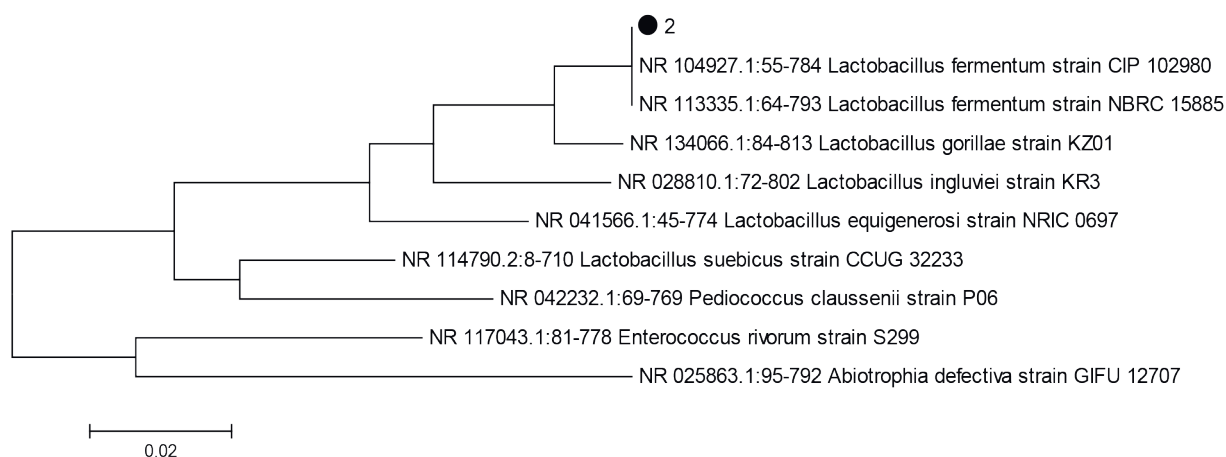 2
NR 104927.1:55-784 Lactobacillus fermentum strain CIP 102980
NR 113335.1:64-793 Lactobacillus fermentum strain NBRC 15885
NR 134066.1:84-813 Lactobacillus gorillae strain KZ01
NR 028810.1:72-802 Lactobacillus ingluviei strain KR3
NR 041566.1:45-774 Lactobacillus equigenerosi strain NRIC 0697
NR 114790.2:8-710 Lactobacillus suebicus strain CCUG 32233
NR 042232.1:69-769 Pediococcus claussenii strain P06
NR 117043.1:81-778 Enterococcus rivorum strain S299
NR 025863.1:95-792 Abiotrophia defectiva strain GIFU 12707
0.02